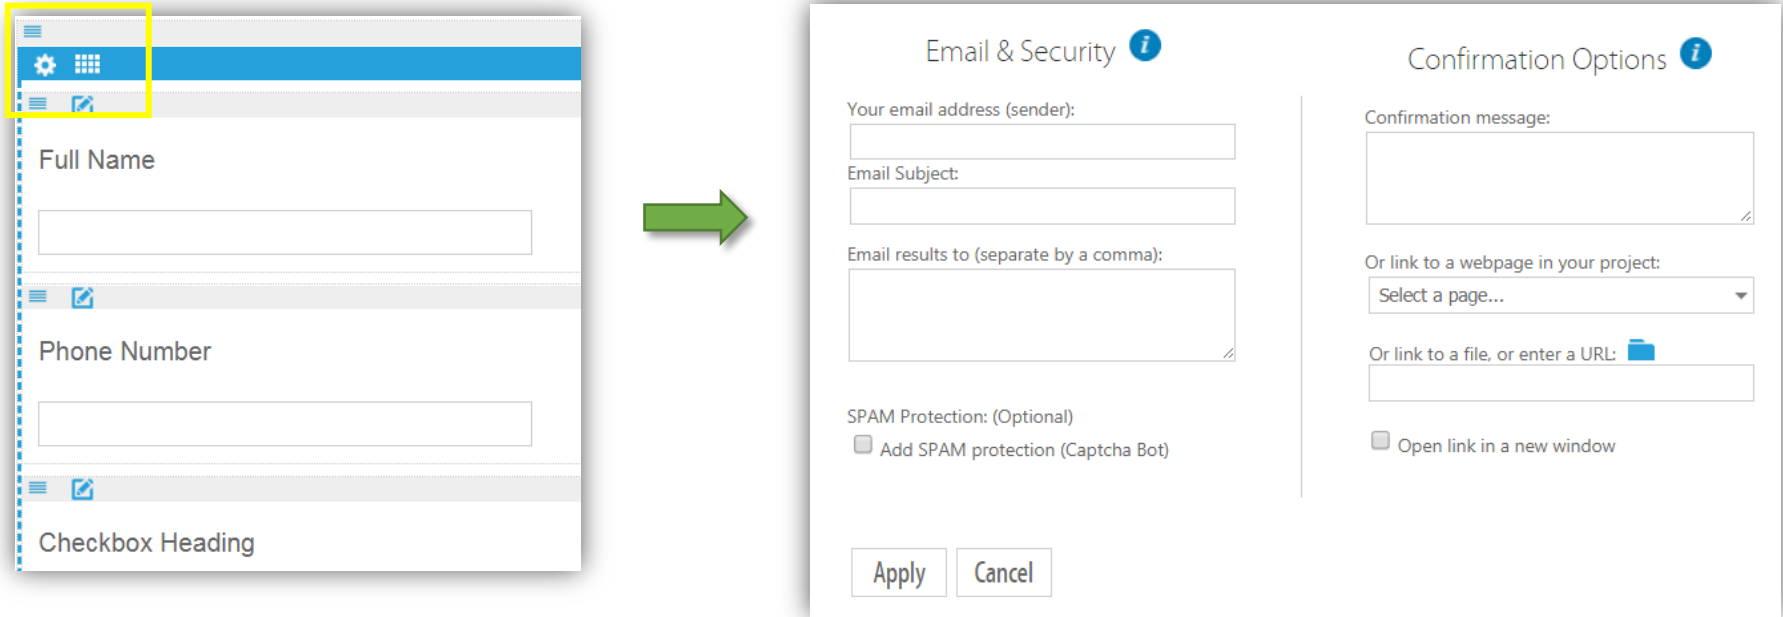 Full Name
Phone Number
Checkbox Heading
Email & Security i
Your email address (sender):
Email Subject:
Email results to (separate by a comma):
SPAM Protection: (Optional)
Add SPAM protection (Captcha Bot)
Apply Cancel
Confirmation Options i
Confirmation message:
Or link to a webpage in your project:
Select a page...
Or link to a file, or enter a URL:
Open link in a new window